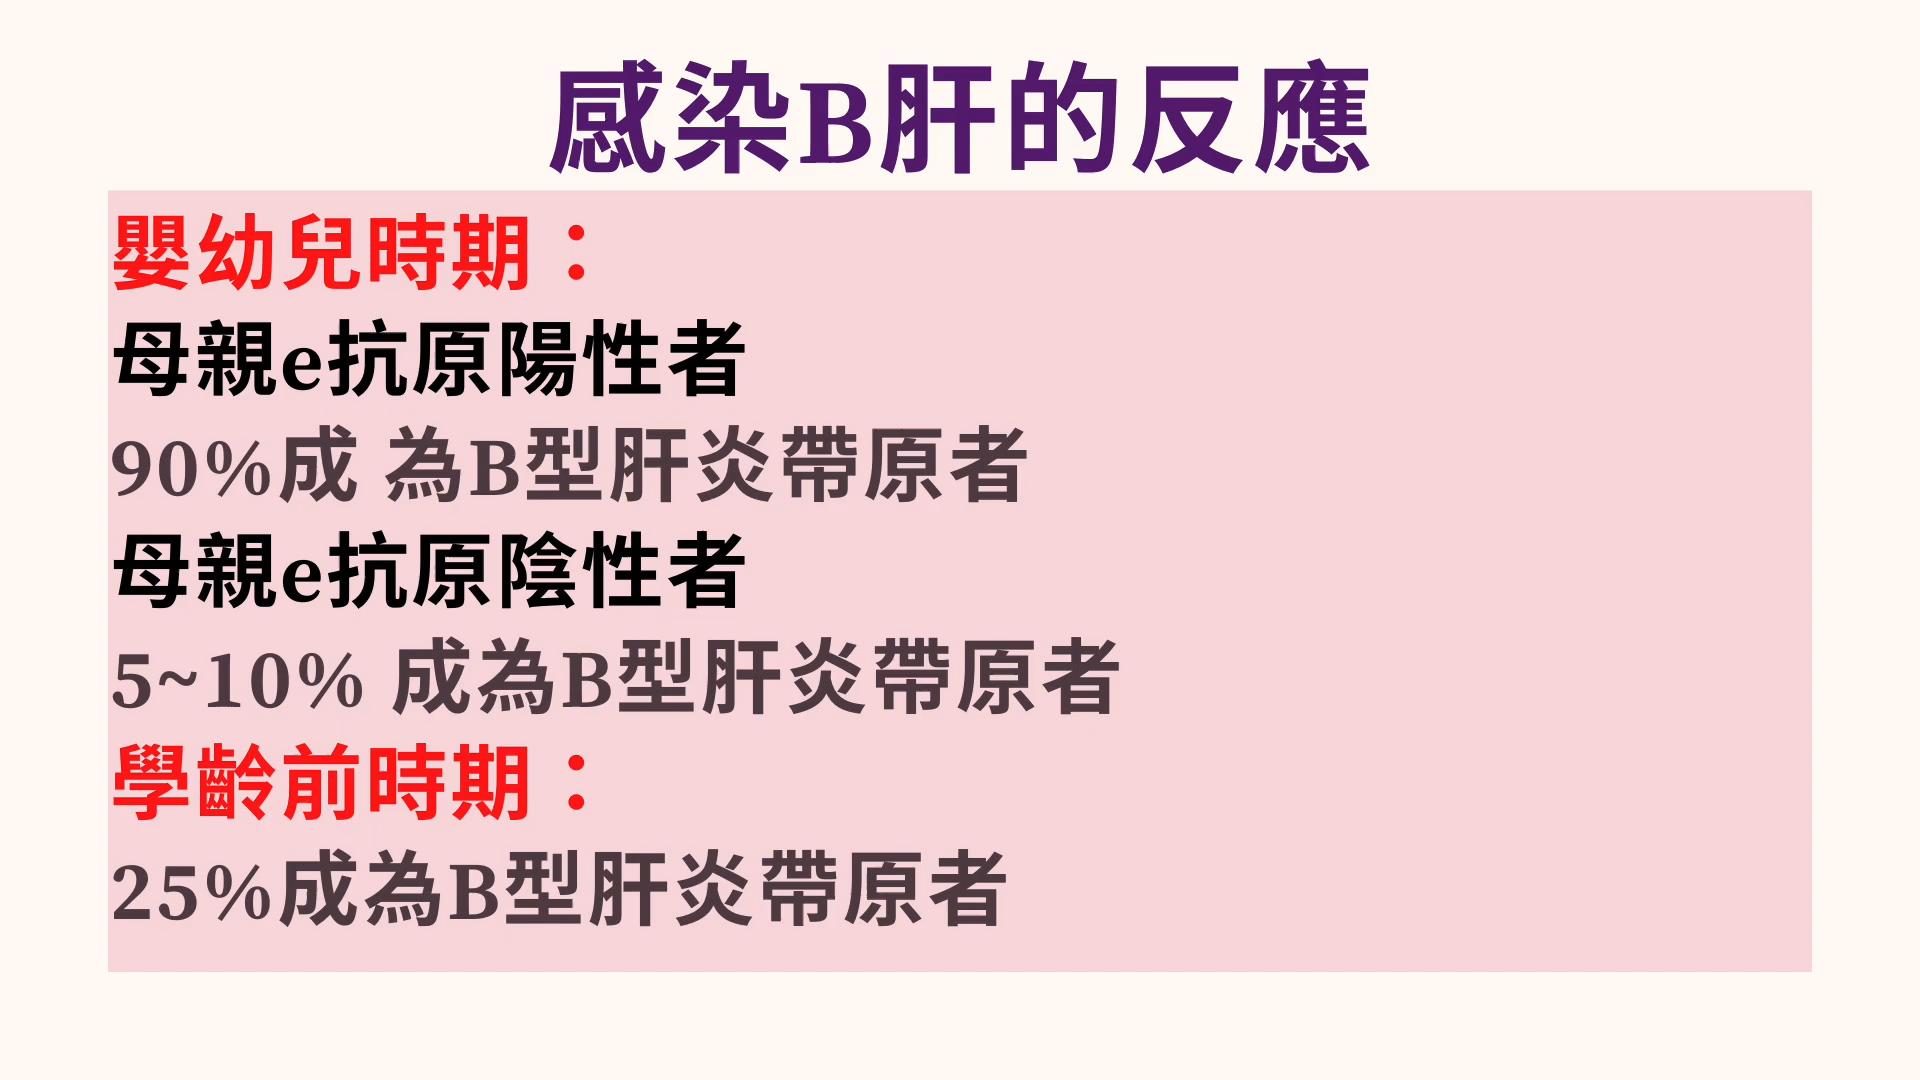 感染B肝的反應
嬰幼兒時期：
母親e抗原陽性者
90%成 為B型肝炎帶原者
母親e抗原陰性者
5~10% 成為B型肝炎帶原者
學齡前時期：
25%成為B型肝炎帶原者